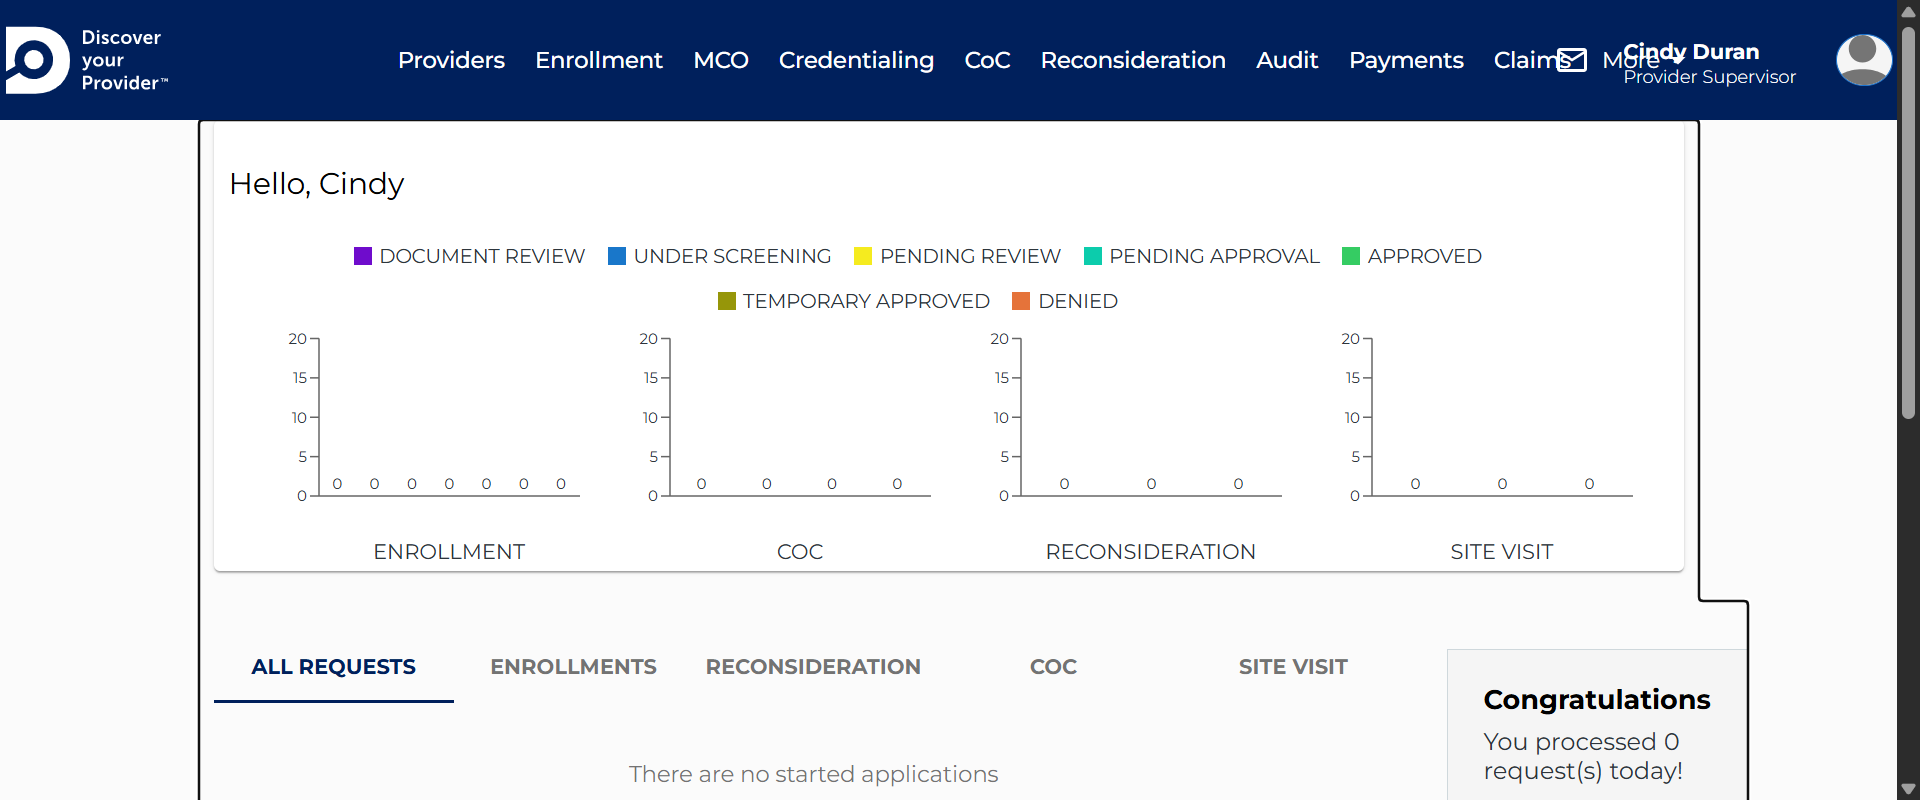 Discover
your
Provider™
Providers Enrollment MCO Credentialing CoC Reconsideration Audit Payments Claims More
Cindy Duran
Provider Supervisor
Hello, Cindy
DOCUMENT REVIEW UNDER SCREENING PENDING REVIEW PENDING APPROVAL APPROVED
TEMPORARY APPROVED DENIED
20 15 10 5 0
0 0 0 0 0 0 0
ENROLLMENT
20 15 10 5 0
0 0 0 0
COC
20 15 10 5 0
0 0 0
RECONSIDERATION
20 15 10 5 0
0 0 0
SITE VISIT
ALL REQUESTS ENROLLMENTS RECONSIDERATION COC SITE VISIT
There are no started applications
Congratulations
You processed 0
request(s) today!